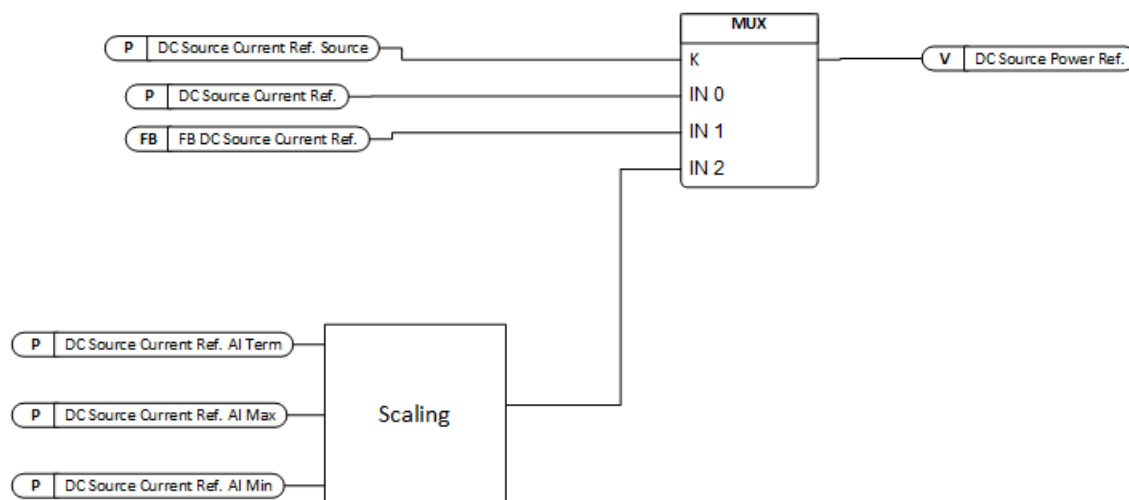 MUX
P DC Source Current Ref. Source
K
V DC Source Power Ref.
P DC Source Current Ref.
IN 0
FB FB DC Source Current Ref.
IN 1
IN 2
P DC Source Current Ref. AI Term
P DC Source Current Ref. AI Max
Scaling
P DC Source Current Ref. AI Min